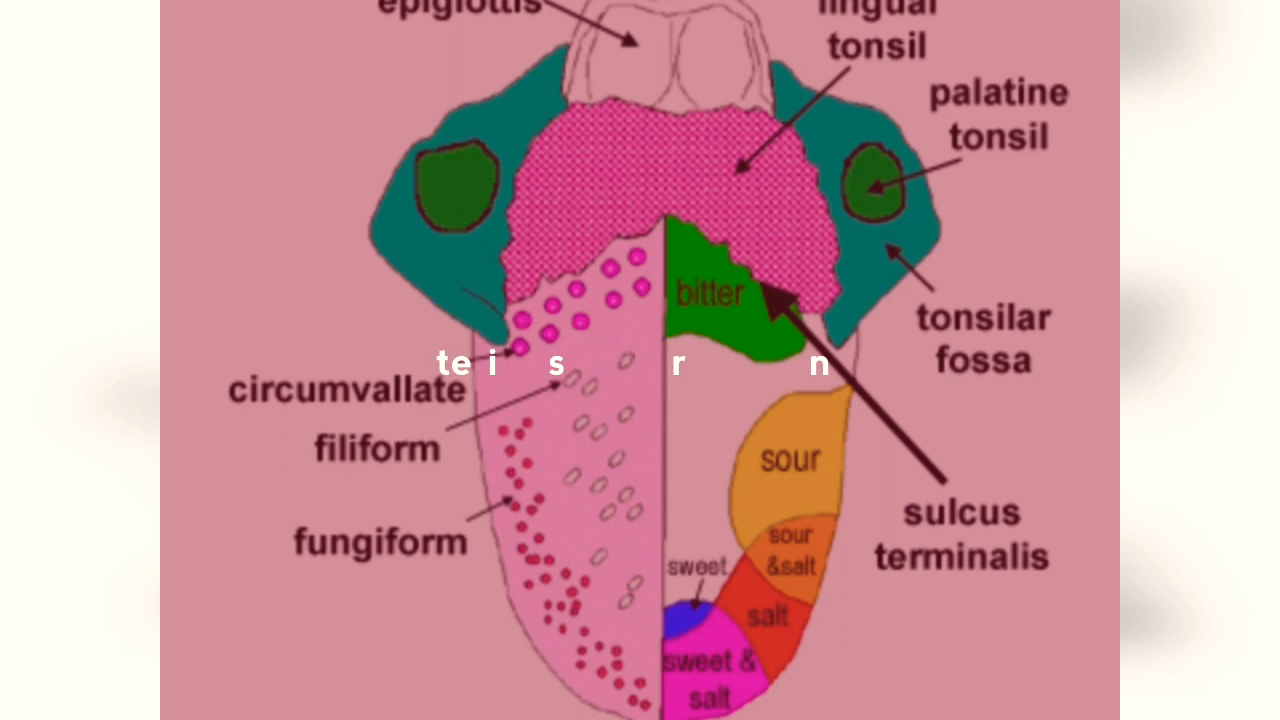 epiglottis
lingual
tonsil
palatine
tonsil
bitter
tonsilar
fossa
te i s r n
circumvallate
filiform
fungiform
sour
sulcus
terminalis
sour
&salt
sweet
salt
sweet &
salt